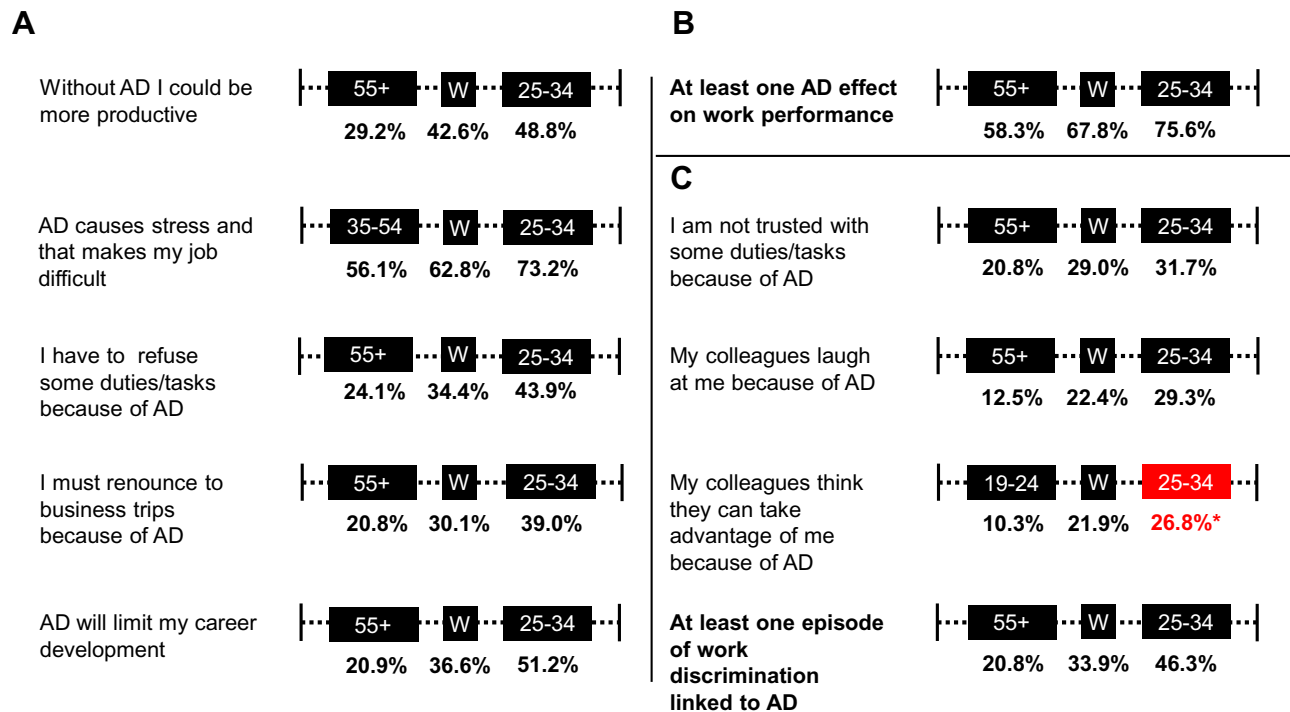 A
Without AD I could be
more productive
55+ W 25-34
29.2% 42.6% 48.8%
AD causes stress and
that makes my job
difficult
35-54 W 25-34
56.1% 62.8% 73.2%
I have to refuse
some duties/tasks
because of AD
55+ W 25-34
24.1% 34.4% 43.9%
I must renounce to
business trips
because of AD
55+ W 25-34
20.8% 30.1% 39.0%
AD will limit my career
development
55+ W 25-34
20.9% 36.6% 51.2%
B
At least one AD effect
on work performance
55+ W 25-34
58.3% 67.8% 75.6%
C
I am not trusted with
some duties/tasks
because of AD
55+ W 25-34
20.8% 29.0% 31.7%
My colleagues laugh
at me because of AD
55+ W 25-34
12.5% 22.4% 29.3%
My colleagues think
they can take
advantage of me
because of AD
19-24 W 25-34
10.3% 21.9% 26.8%*
At least one episode
of work
discrimination
linked to AD
55+ W 25-34
20.8% 33.9% 46.3%